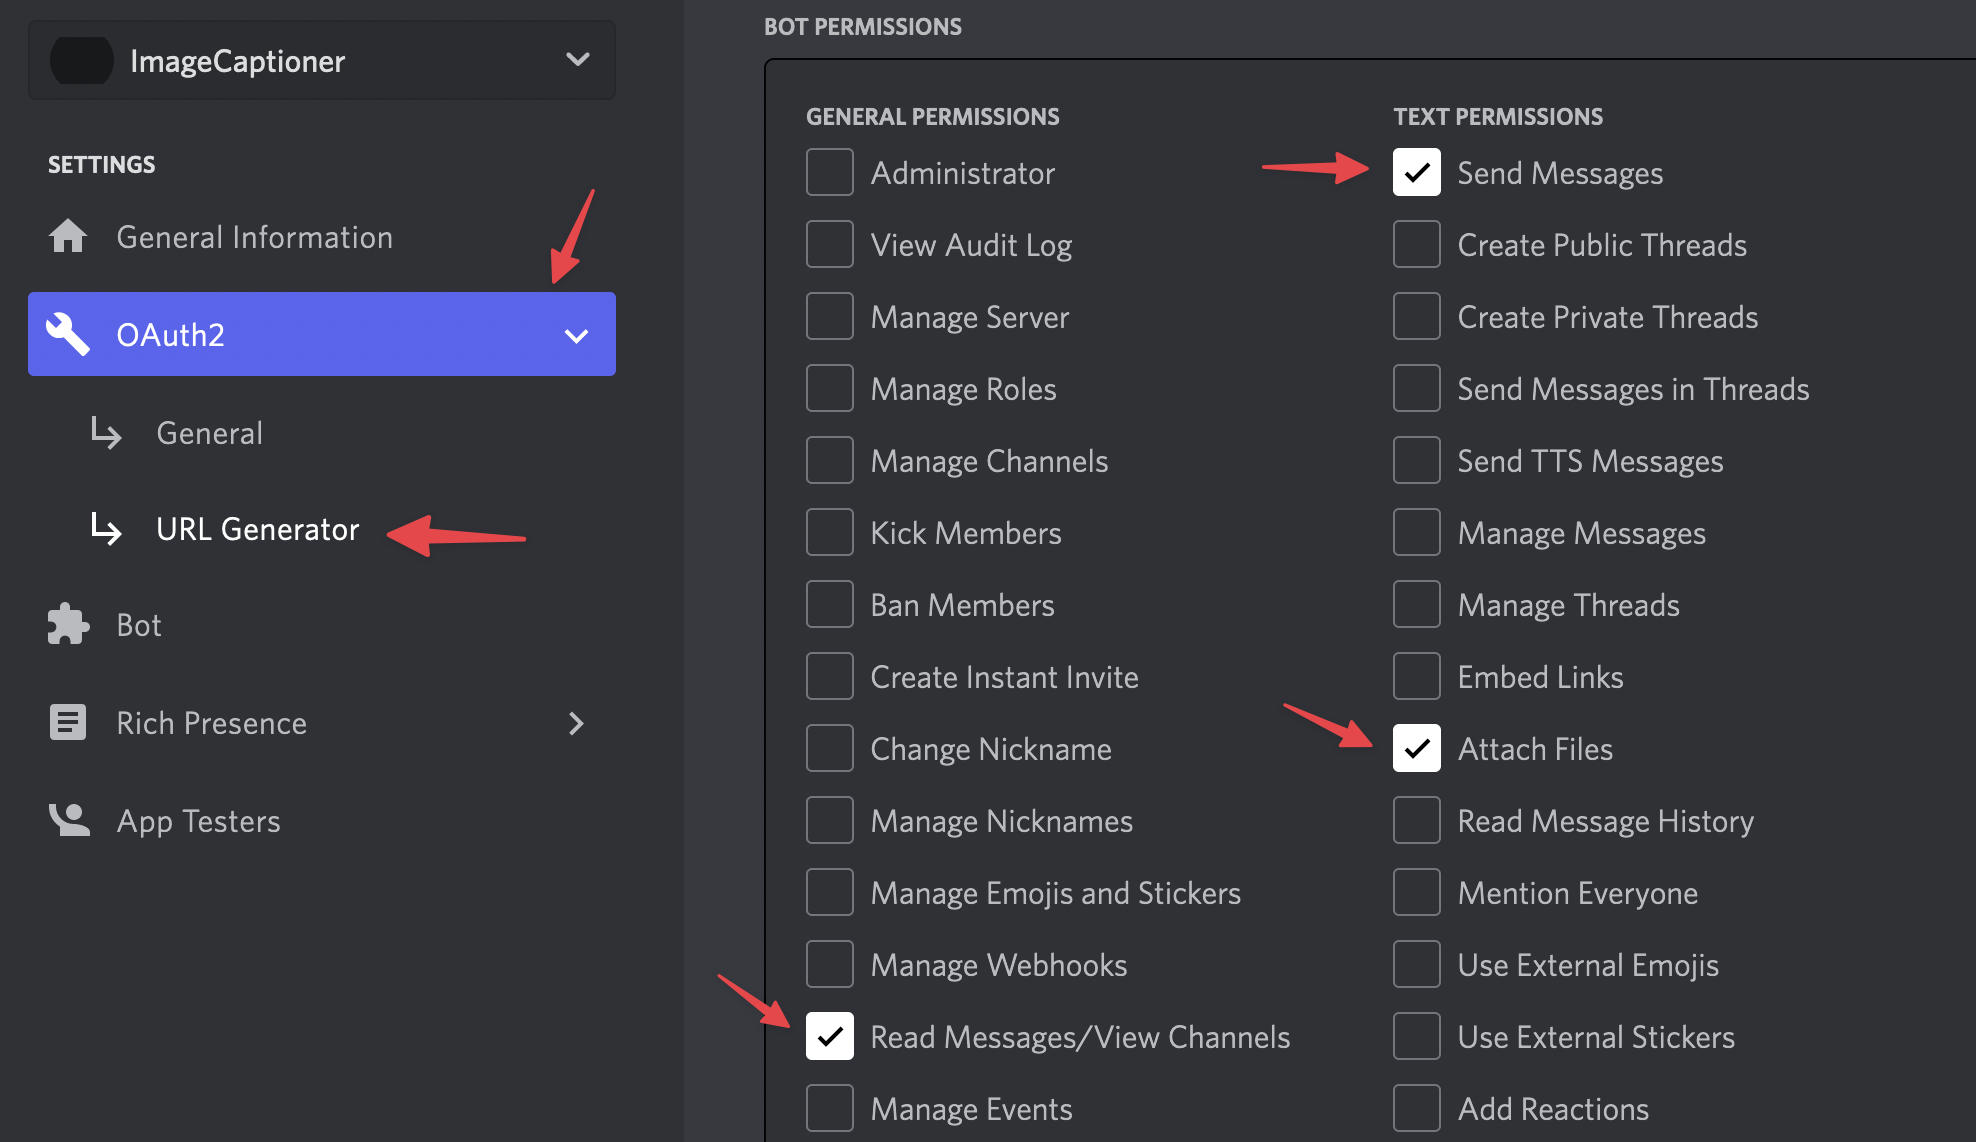 ImageCaptioner
SETTINGS
General Information
OAuth2
General
URL Generator
Bot
Rich Presence
App Testers
BOT PERMISSIONS
GENERAL PERMISSIONS
Administrator
View Audit Log
Manage Server
Manage Roles
Manage Channels
Kick Members
Ban Members
Create Instant Invite
Change Nickname
Manage Nicknames
Manage Emojis and Stickers
Manage Webhooks
Read Messages/View Channels
Manage Events
TEXT PERMISSIONS
Send Messages
Create Public Threads
Create Private Threads
Send Messages in Threads
Send TTS Messages
Manage Messages
Manage Threads
Embed Links
Attach Files
Read Message History
Mention Everyone
Use External Emojis
Use External Stickers
Add Reactions